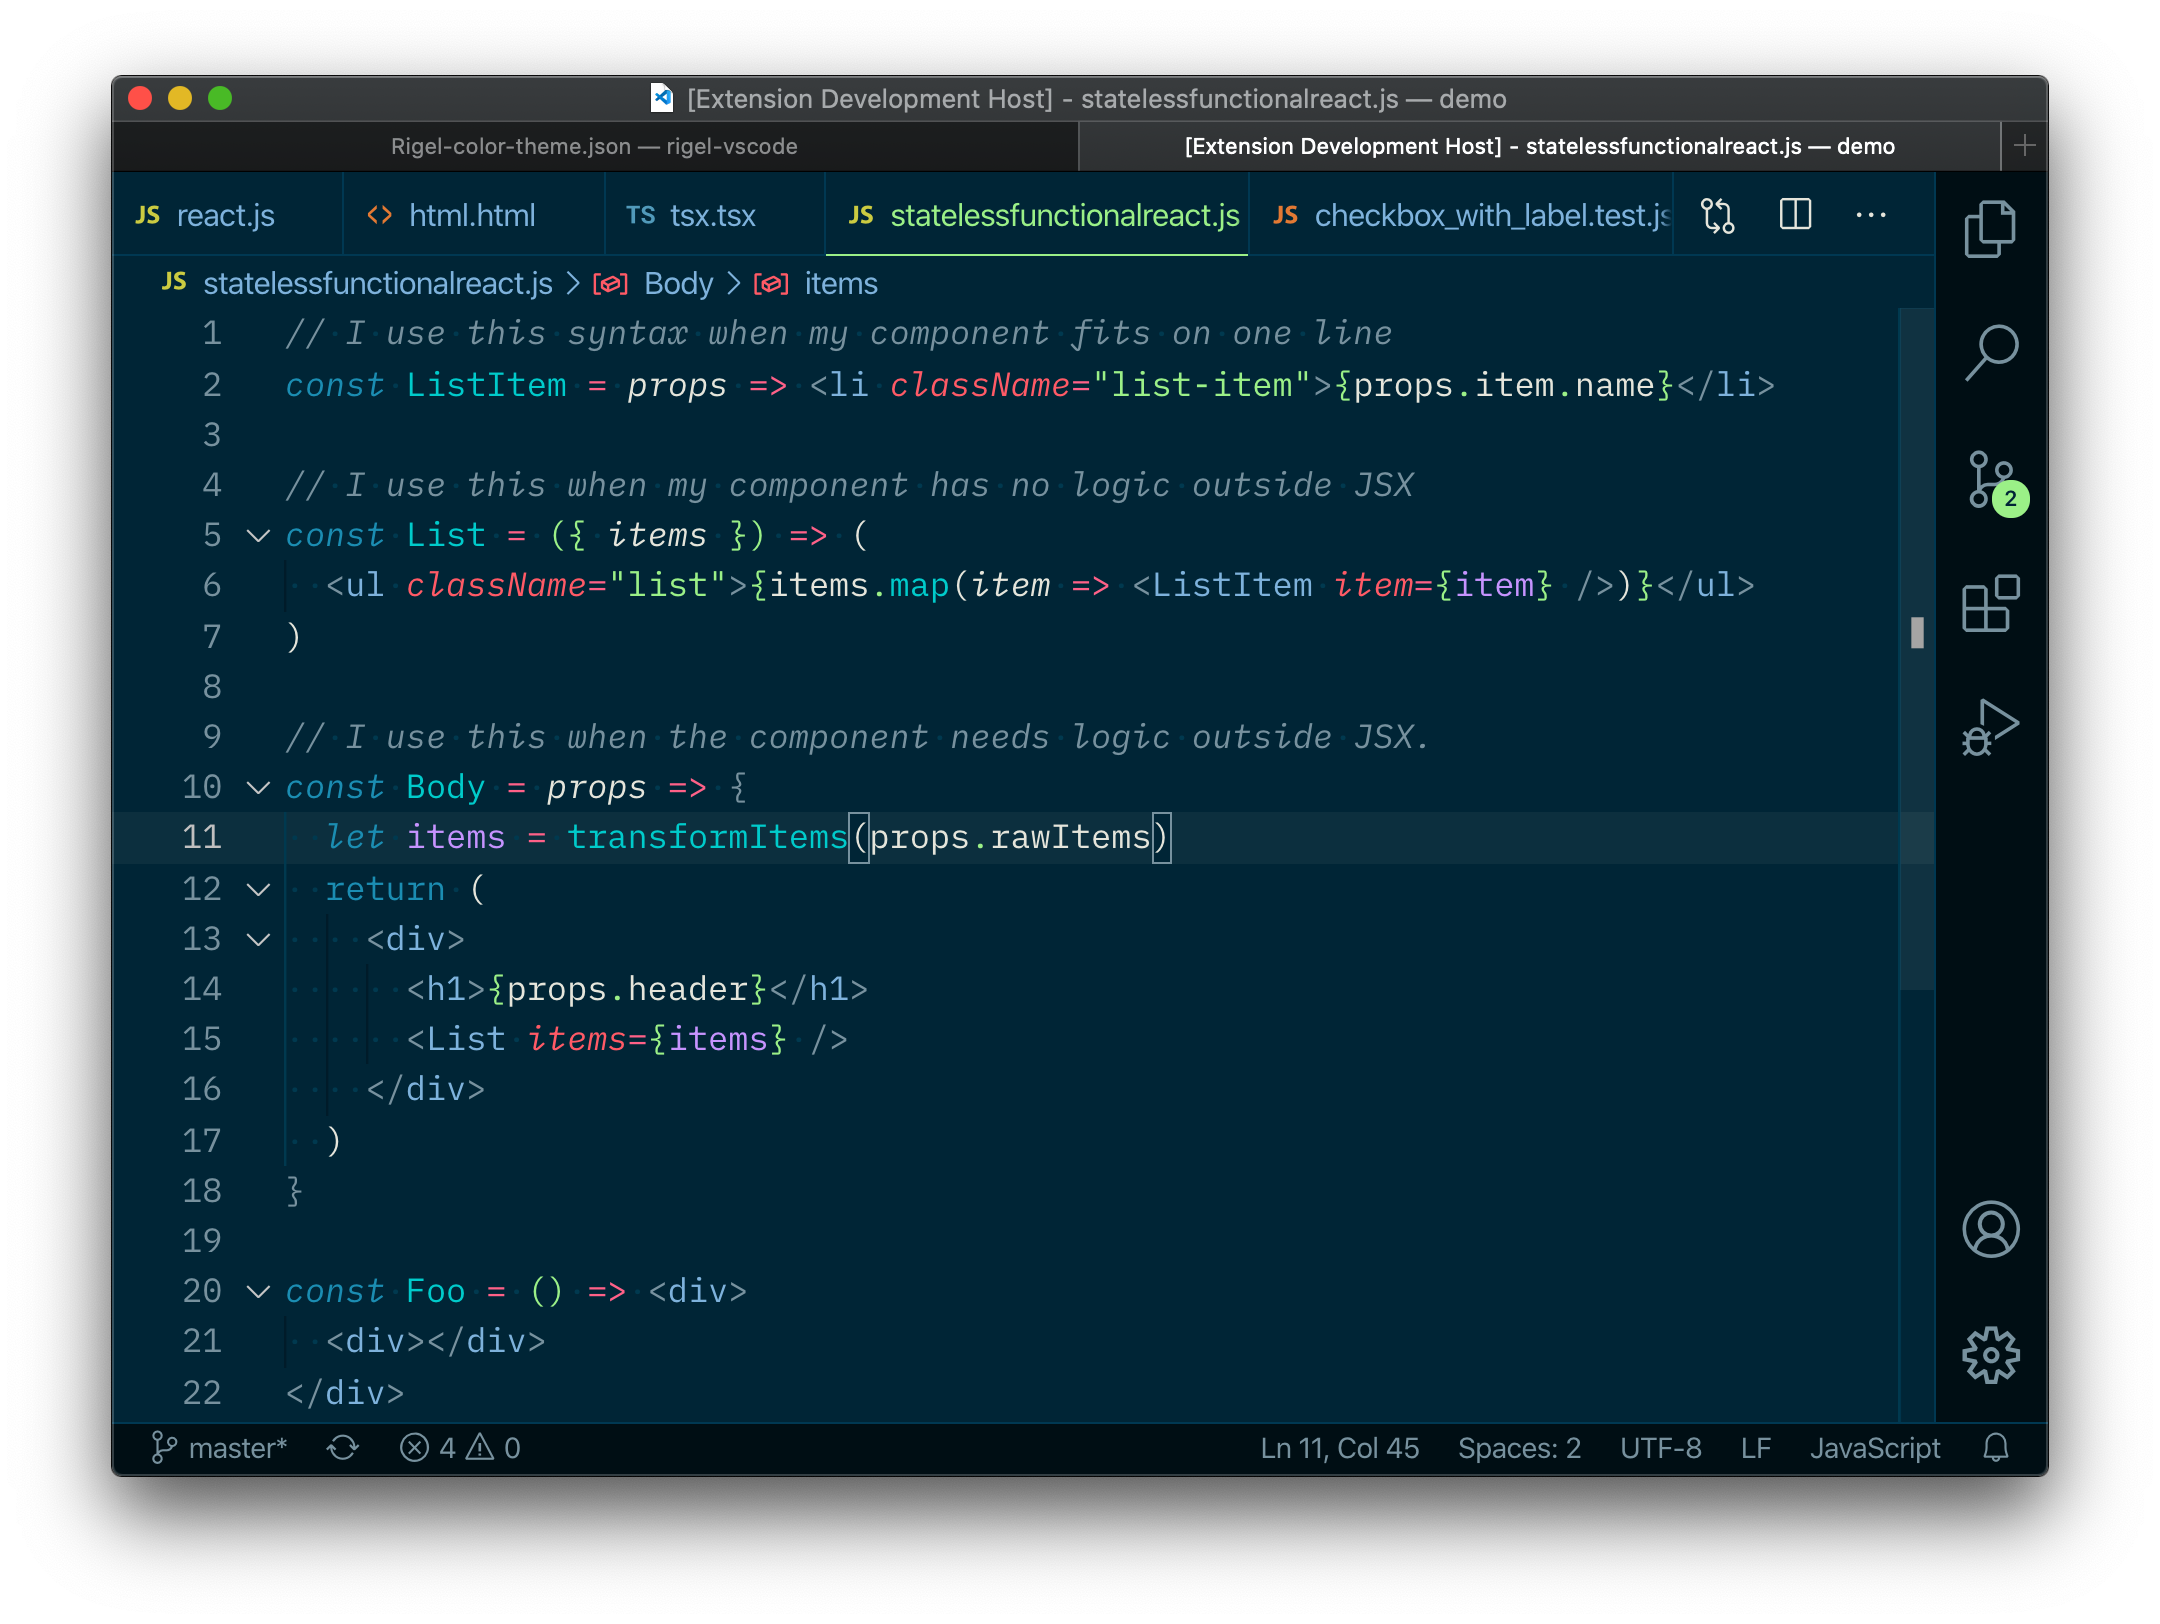 [Extension Development Host] - statelessfunctionalreact.js — demo
Rigel-color-theme.json — rigel-vscode
[Extension Development Host] - statelessfunctionalreact.js — demo
JS react.js
<> html.html
TS tsx.tsx
JS statelessfunctionalreact.js
JS checkbox_with_label.test.js
JS statelessfunctionalreact.js > Body > items
1 // I use this syntax when my component fits on one line
2 const ListItem = props => <li className="list-item">{props.item.name}</li>
3
4 // I use this when my component has no logic outside JSX
5 const List = ({ items }) => (
6   <ul className="list">{items.map(item => <ListItem item={item} />)}</ul>
7 )
8
9 // I use this when the component needs logic outside JSX.
10 const Body = props => {
11   let items = transformItems(props.rawItems)
12   return (
13     <div>
14       <h1>{props.header}</h1>
15       <List items={items} />
16     </div>
17   )
18 }
19
20 const Foo = () => <div>
21   <div></div>
22 </div>
2
master* 4 0 Ln 11, Col 45 Spaces: 2 UTF-8 LF JavaScript